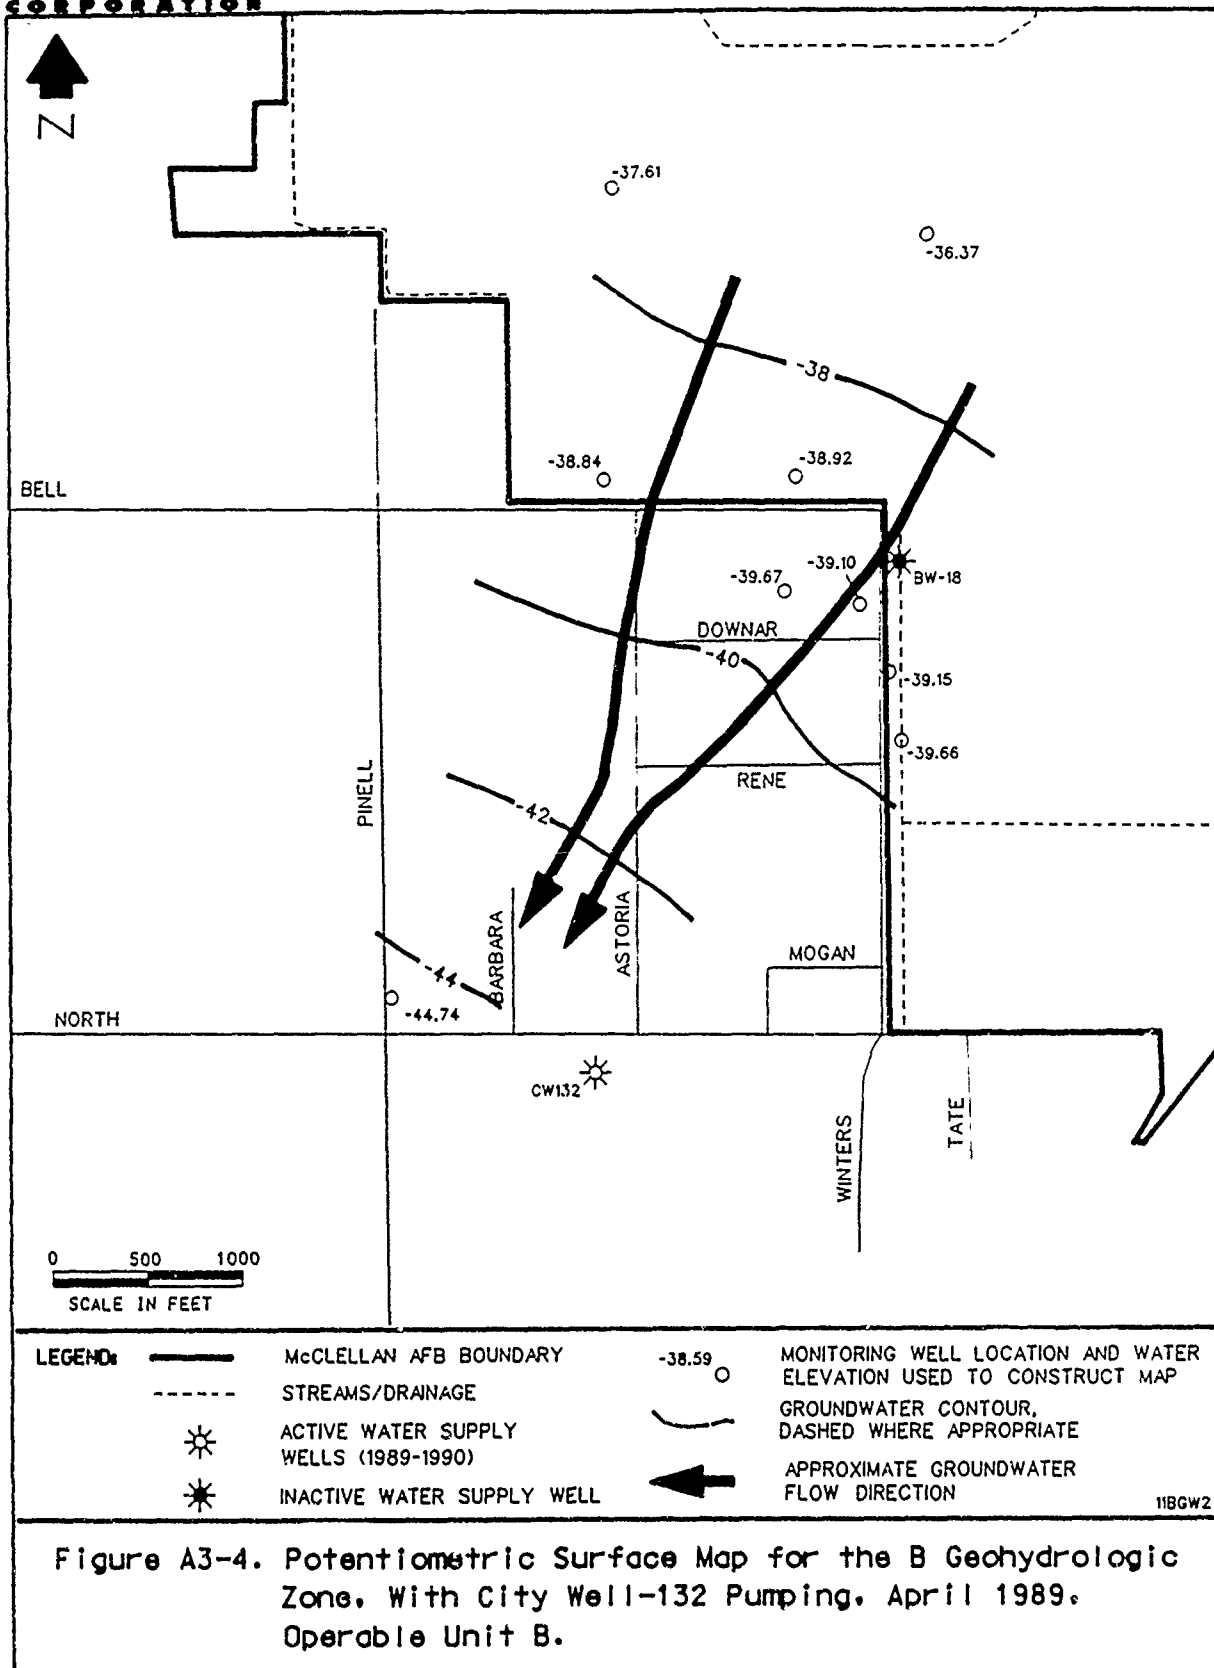 CORPORATION
N
-37.61
-36.37
-38
-38.84
-38.92
BELL
-39.67
-39.10
BW-18
DOWNAR
-40
-39.15
-39.66
PINELL
RENE
-42
BARBARA
ASTORIA
MOGAN
-44
-44.74
NORTH
CW132
WINTERS
TATE
0 500 1000
SCALE IN FEET
LEGEND:
McCLELLAN AFB BOUNDARY
STREAMS/DRAINAGE
ACTIVE WATER SUPPLY
WELLS (1989-1990)
INACTIVE WATER SUPPLY WELL
-38.59
MONITORING WELL LOCATION AND WATER
ELEVATION USED TO CONSTRUCT MAP
GROUNDWATER CONTOUR,
DASHED WHERE APPROPRIATE
APPROXIMATE GROUNDWATER
FLOW DIRECTION
11BGW2
Figure A3-4. Potentiometric Surface Map for the B Geohydrologic
Zone, With City Well-132 Pumping, April 1989,
Operable Unit B.